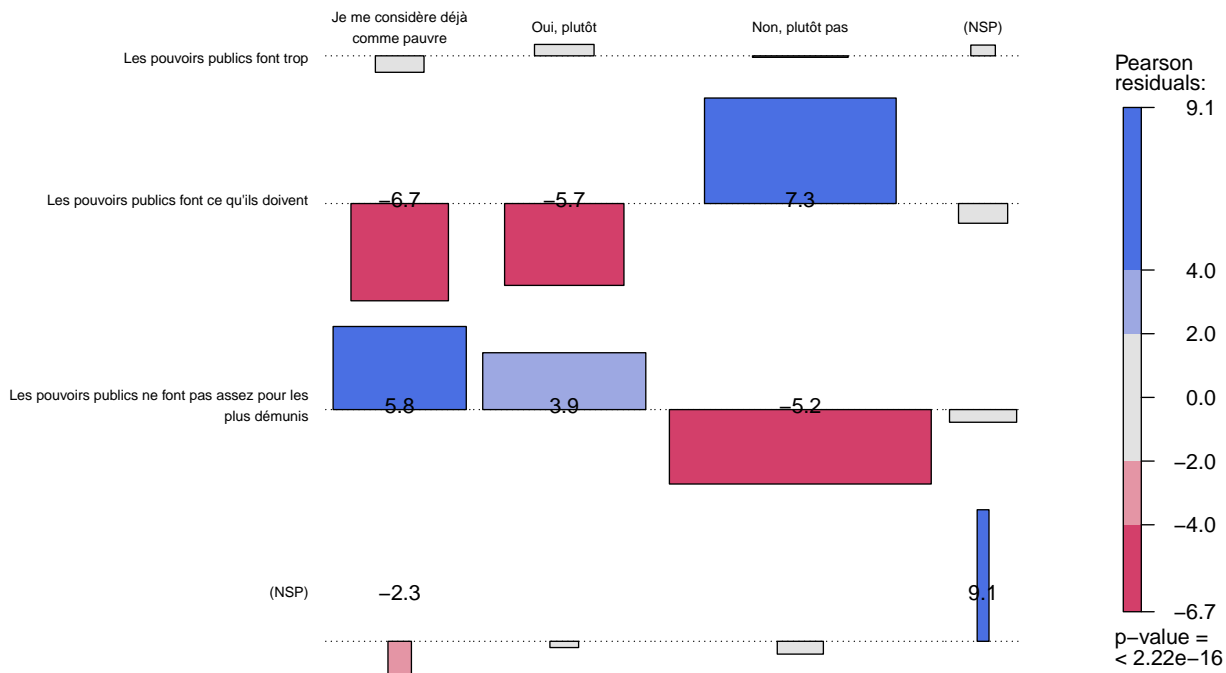 Je me considère déjà
comme pauvre
Oui, plutôt
Non, plutôt pas
(NSP)
Les pouvoirs publics font trop
Pearson
residuals:
9.1
Les pouvoirs publics font ce qu'ils doivent
−6.7
−5.7
7.3
4.0
2.0
0.0
Les pouvoirs publics ne font pas assez pour les
plus démunis
5.8
3.9
−5.2
−2.0
−4.0
(NSP)
−2.3
9.1
−6.7
p−value =
< 2.22e−16